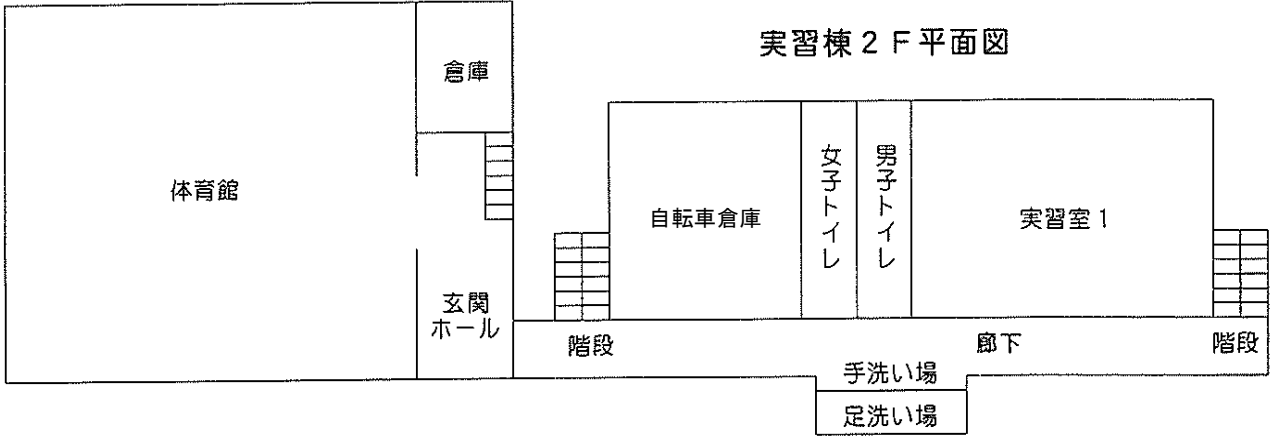 実習棟２Ｆ平面図
倉庫
体育館
玄関
ホール
自転車倉庫
女子トイレ
男子トイレ
実習室１
階段
廊下
階段
手洗い場
足洗い場